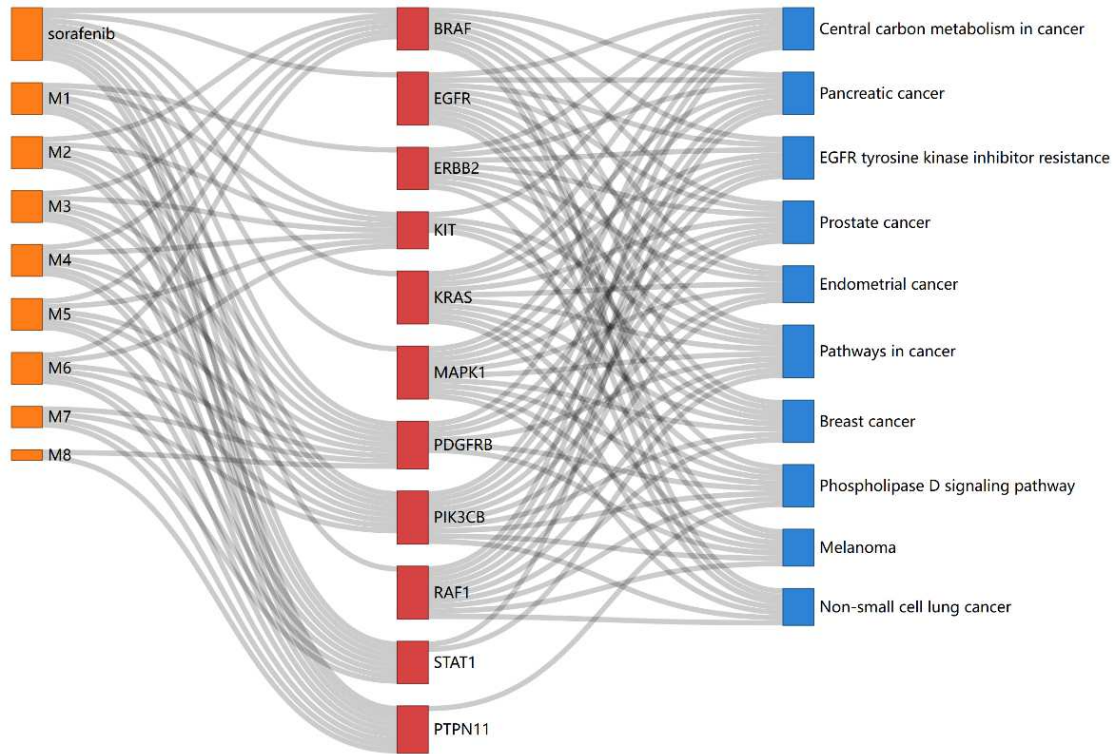 sorafenib
M1
M2
M3
M4
M5
M6
M7
M8
BRAF
EGFR
ERBB2
KIT
KRAS
MAPK1
PDGFRB
PIK3CB
RAF1
STAT1
PTPN11
Central carbon metabolism in cancer
Pancreatic cancer
EGFR tyrosine kinase inhibitor resistance
Prostate cancer
Endometrial cancer
Pathways in cancer
Breast cancer
Phospholipase D signaling pathway
Melanoma
Non-small cell lung cancer